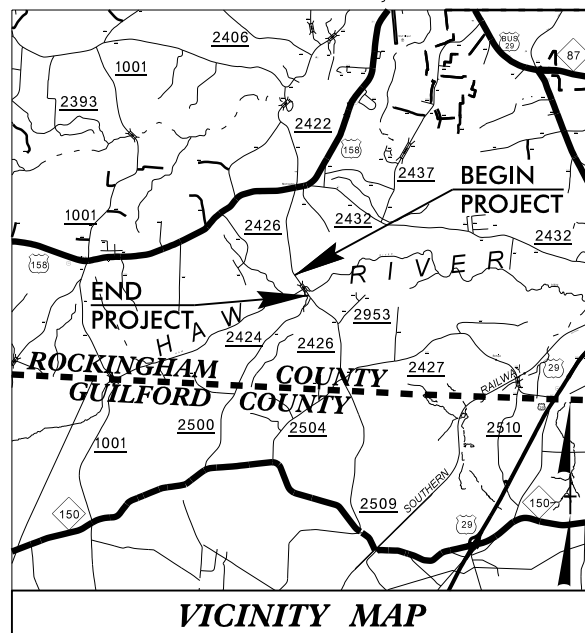 2406
BUS
29
87
1001
2393
2422
158
2437
BEGIN
PROJECT
1001
2426
2432
2432
158
RIVER
END
PROJECT
HAW
2953
2424
2426
29
2427
RAILWAY
ROCKINGHAM COUNTY
GUILFORD COUNTY
1001
2500
2504
2510
SOUTHERN
2509
150
150
29
VICINITY MAP